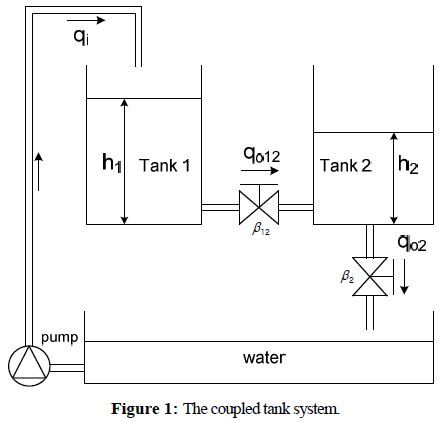 qi
h1 Tank 1
qo12
β12
Tank 2 h2
qo2
β2
pump
water
Figure 1: The coupled tank system.